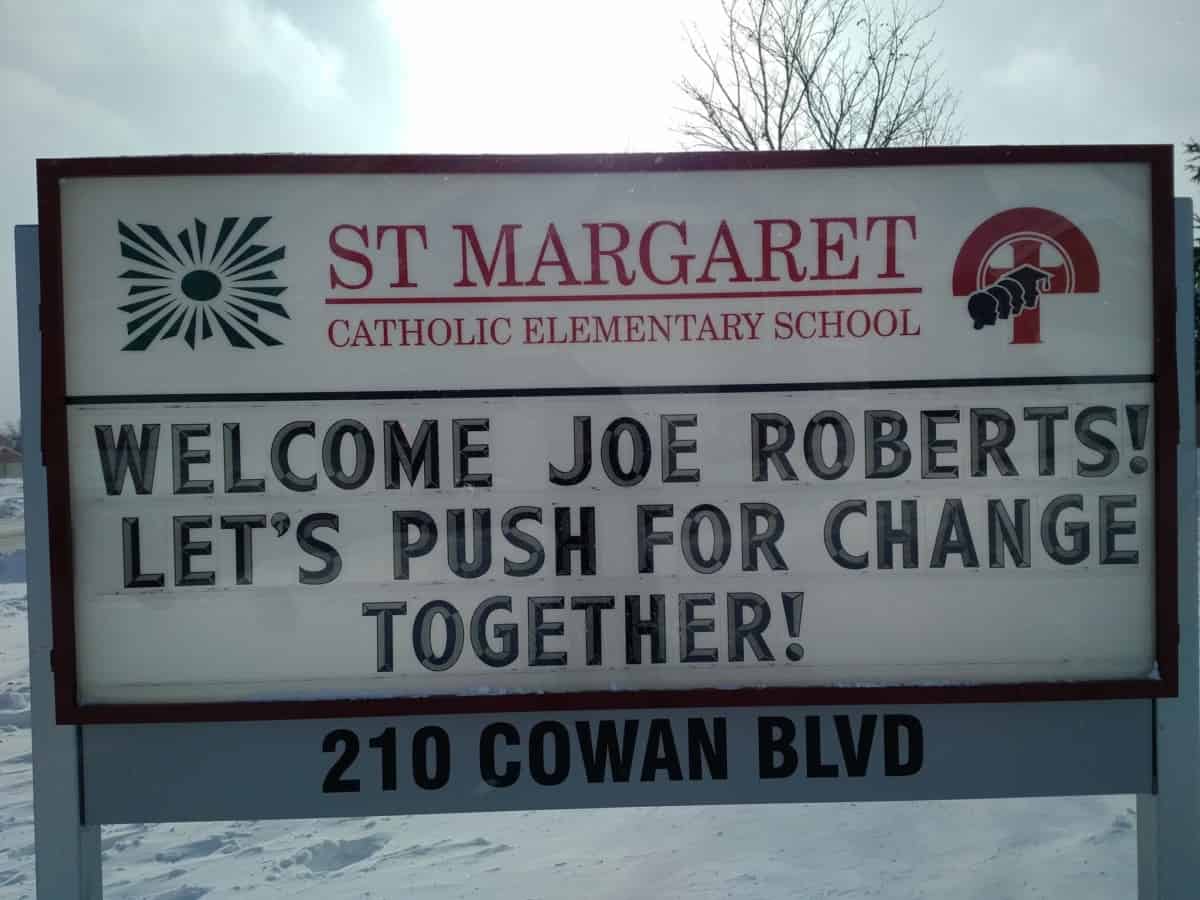 ST MARGARET
CATHOLIC ELEMENTARY SCHOOL
WELCOME JOE ROBERTS!
LET'S PUSH FOR CHANGE
TOGETHER!
210 COWAN BLVD